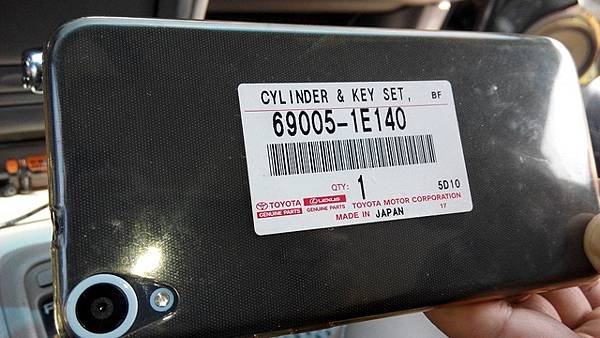 CYLINDER & KEY SET, BF
69005-1E140
QTY: 1 5D10
TOYOTA LEXUS TOYOTA MOTOR CORPORATION
GENUINE PARTS GENUINE PARTS 17
MADE IN JAPAN